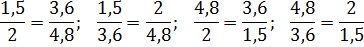 1,5/2 = 3,6/4,8; 1,5/3,6 = 2/4,8; 4,8/2 = 3,6/1,5; 4,8/3,6 = 2/1,5